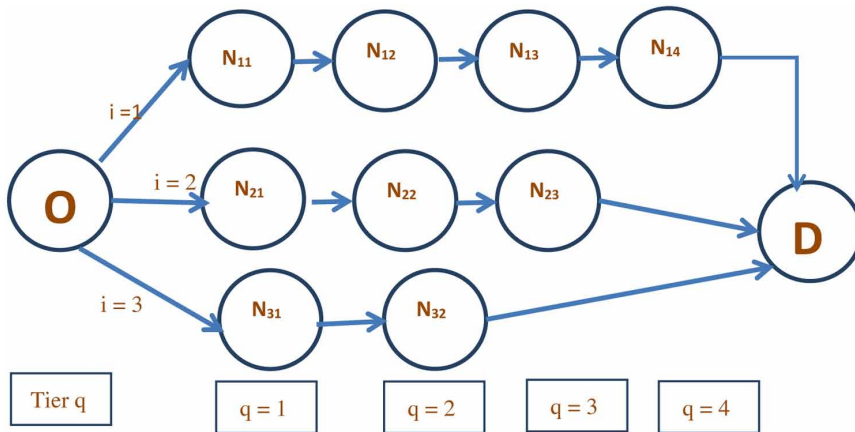 N₁₁ N₁₂ N₁₃ N₁₄
i =1
O i = 2 N₂₁ N₂₂ N₂₃ D
i = 3 N₃₁ N₃₂
Tier q q = 1 q = 2 q = 3 q = 4